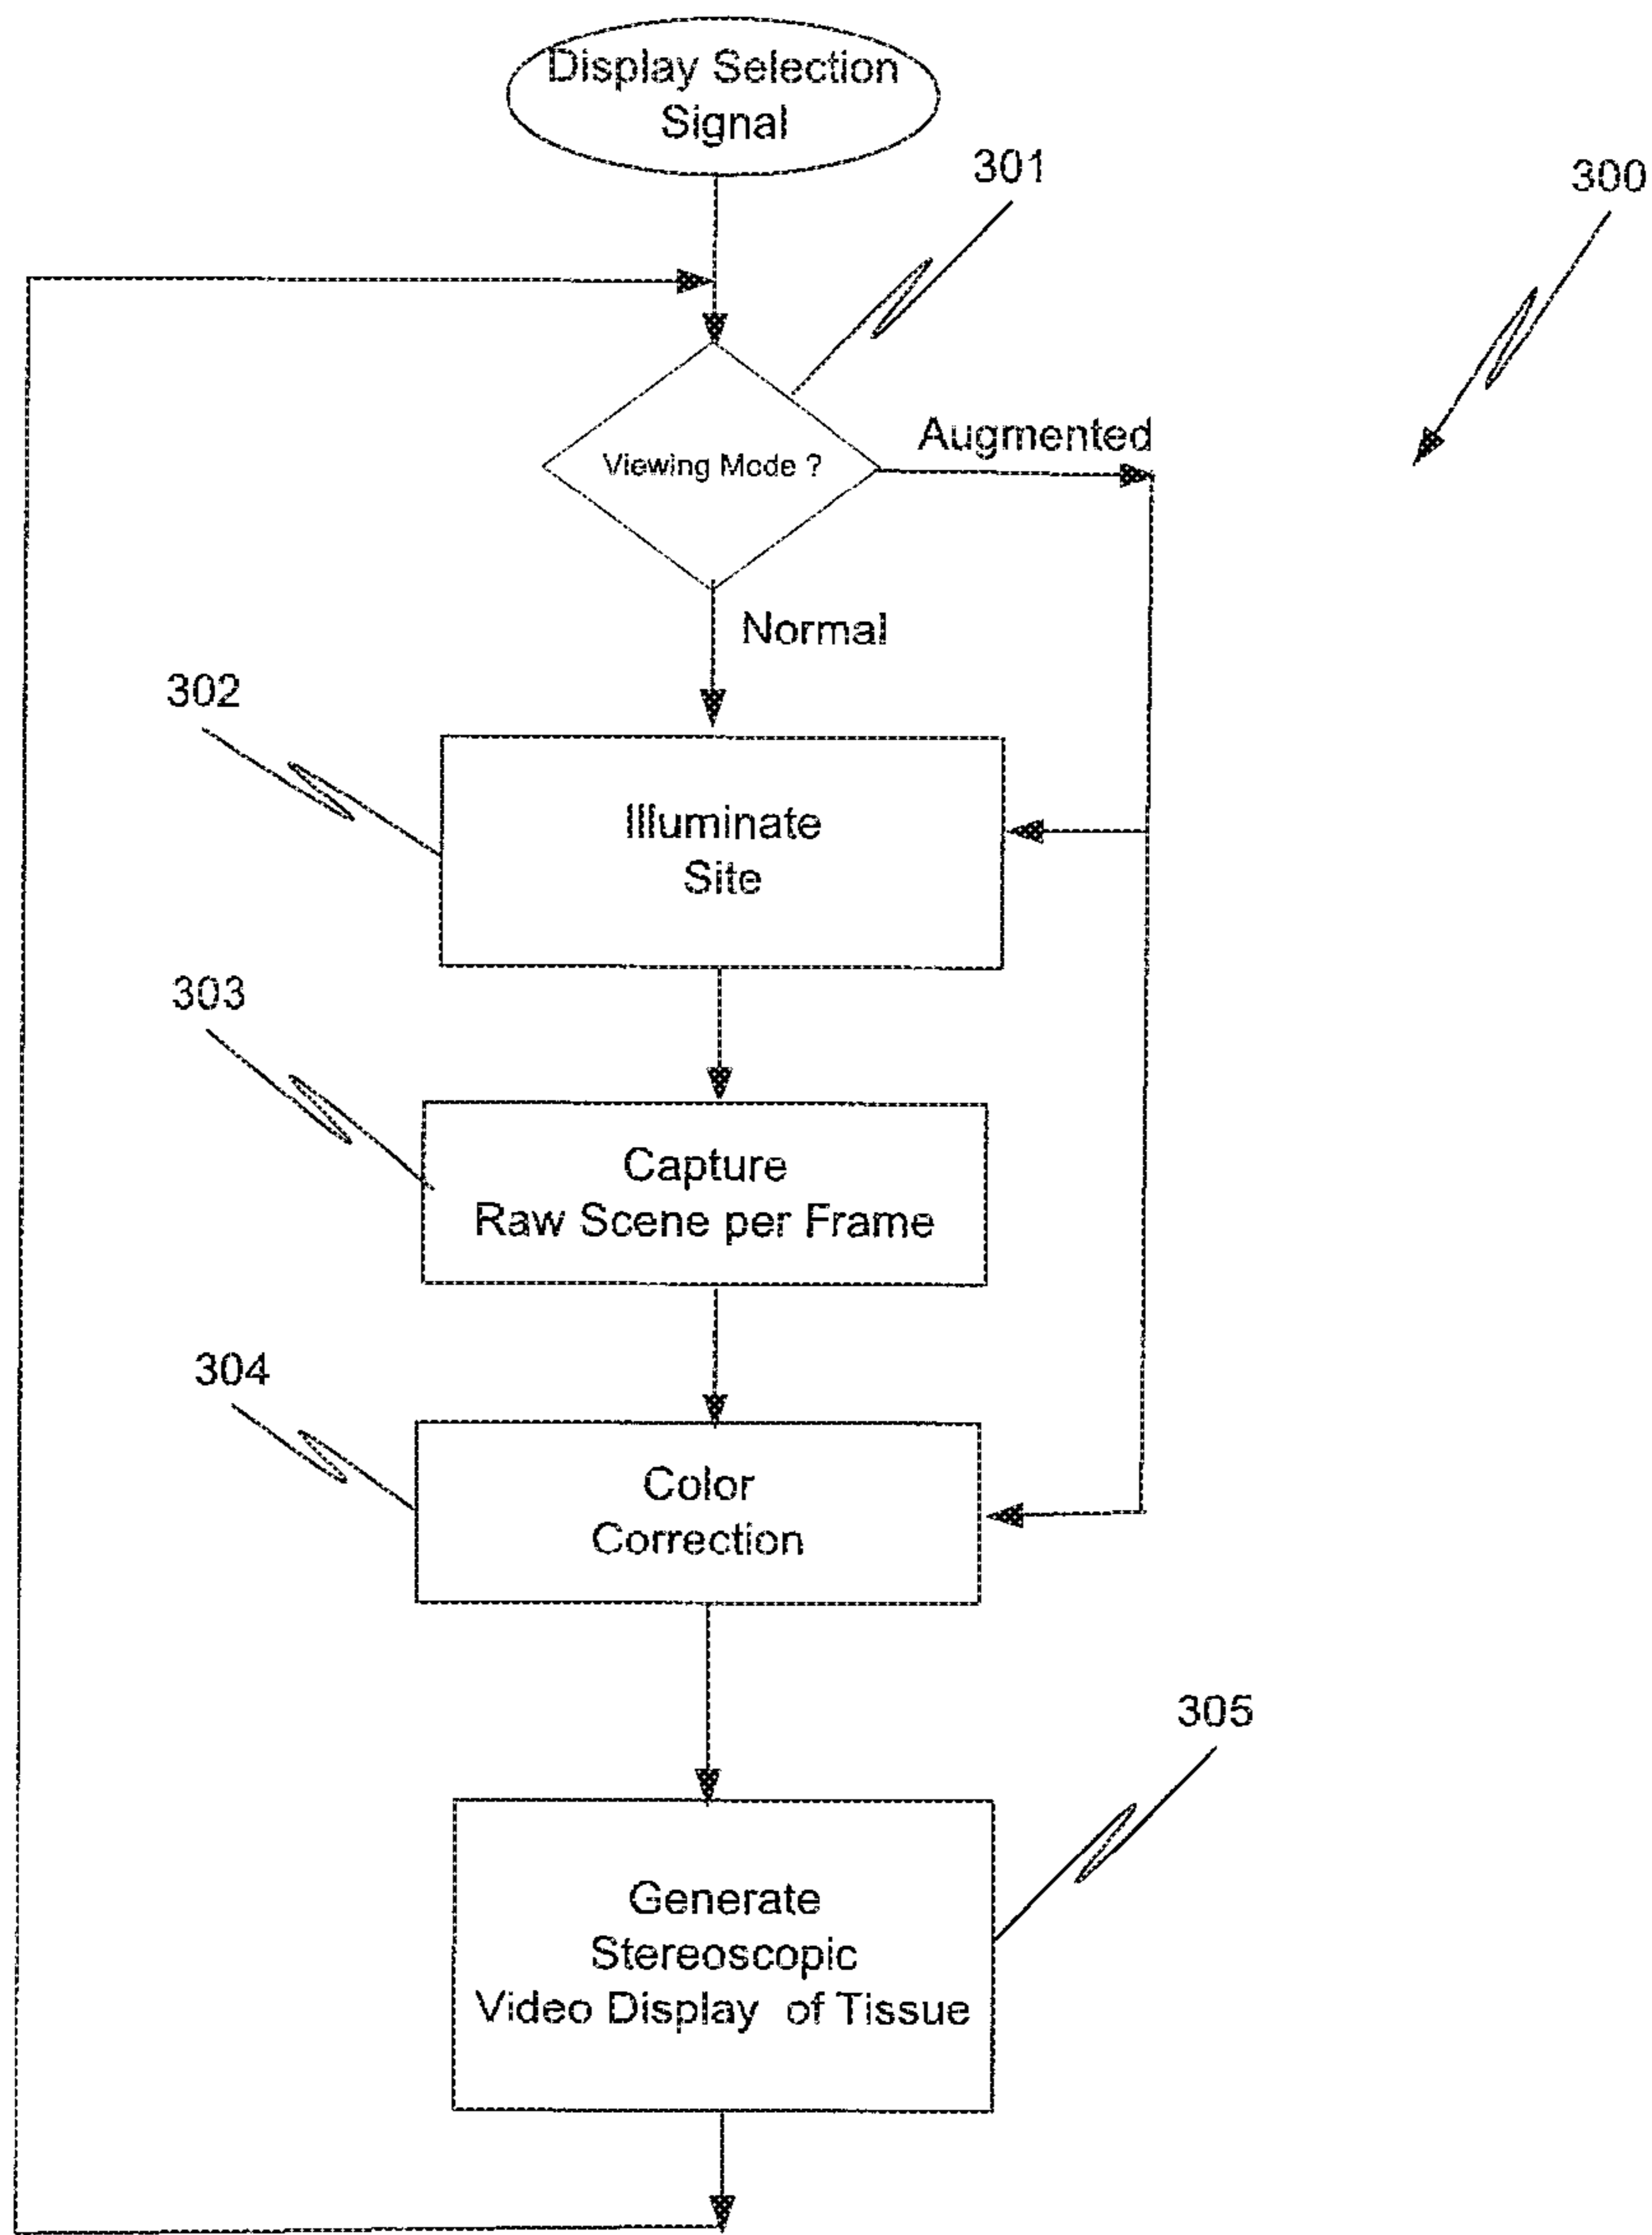 Display Selection
Signal
301
300
Augmented
Viewing Mode ?
Normal
302
Illuminate
Site
303
Capture
Raw Scene per Frame
304
Color
Correction
305
Generate
Stereoscopic
Video Display of Tissue